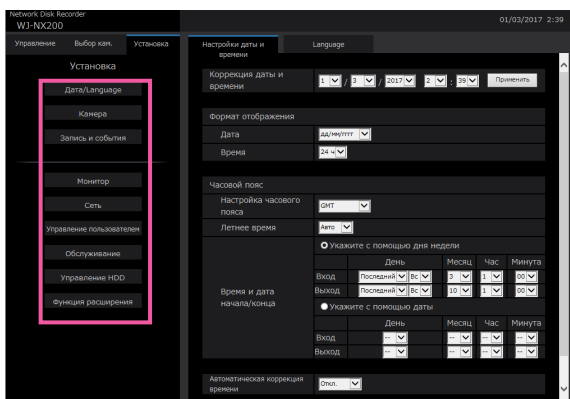 Network Disk Recorder
WJ-NX200
01/03/2017 2:39
Управление Выбор кам. Установка
Установка
Дата/Language
Камера
Запись и события
Монитор
Сеть
Управление пользователем
Обслуживание
Управление HDD
Функция расширения
Настройки даты и
времени
Language
Коррекция даты и
времени
1 / 3 / 2017 2 : 39 Применить
Формат отображения
Дата дд/мм/гггг
Время 24 ч
Часовой пояс
Настройка часового
пояса
GMT
Летнее время Авто
Время и дата
начала/конца
Укажите с помощью дня недели
День Месяц Час Минута
Вход Последний Вс 3 1 00
Выход Последний Вс 10 1 00
Укажите с помощью даты
День Месяц Час Минута
Вход -- -- -- --
Выход -- -- -- --
Автоматическая коррекция
времени
Откл.